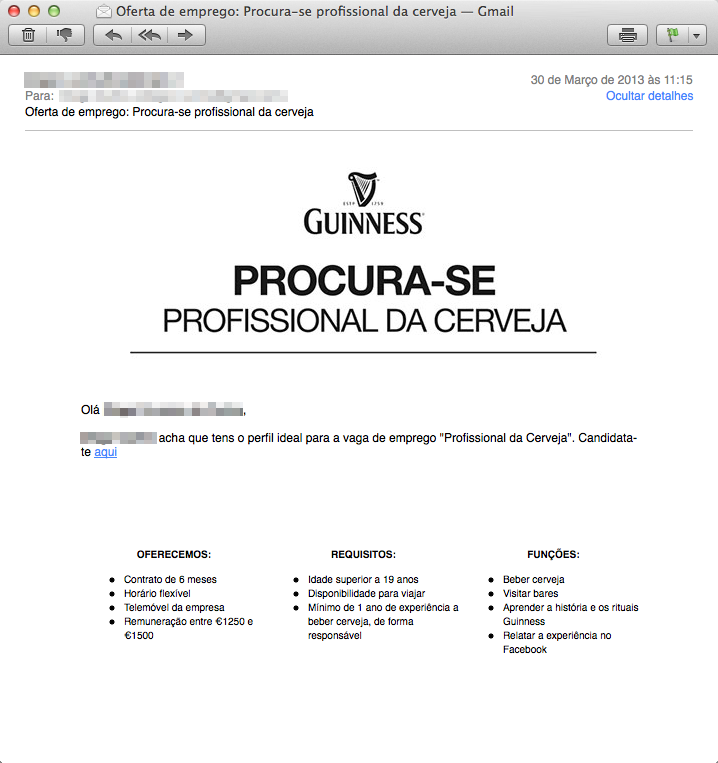 Oferta de emprego: Procura-se profissional da cerveja — Gmail
30 de Março de 2013 às 11:15
Para:
Ocultar detalhes
Oferta de emprego: Procura-se profissional da cerveja
ESTD 1759
GUINNESS
PROCURA-SE
PROFISSIONAL DA CERVEJA
Olá ,
acha que tens o perfil ideal para a vaga de emprego "Profissional da Cerveja". Candidata-
te aqui
OFERECEMOS:
• Contrato de 6 meses
• Horário flexível
• Telemóvel da empresa
• Remuneração entre €1250 e
€1500
REQUISITOS:
• Idade superior a 19 anos
• Disponibilidade para viajar
• Mínimo de 1 ano de experiência a
beber cerveja, de forma
responsável
FUNÇÕES:
• Beber cerveja
• Visitar bares
• Aprender a história e os rituais
Guinness
• Relatar a experiência no
Facebook